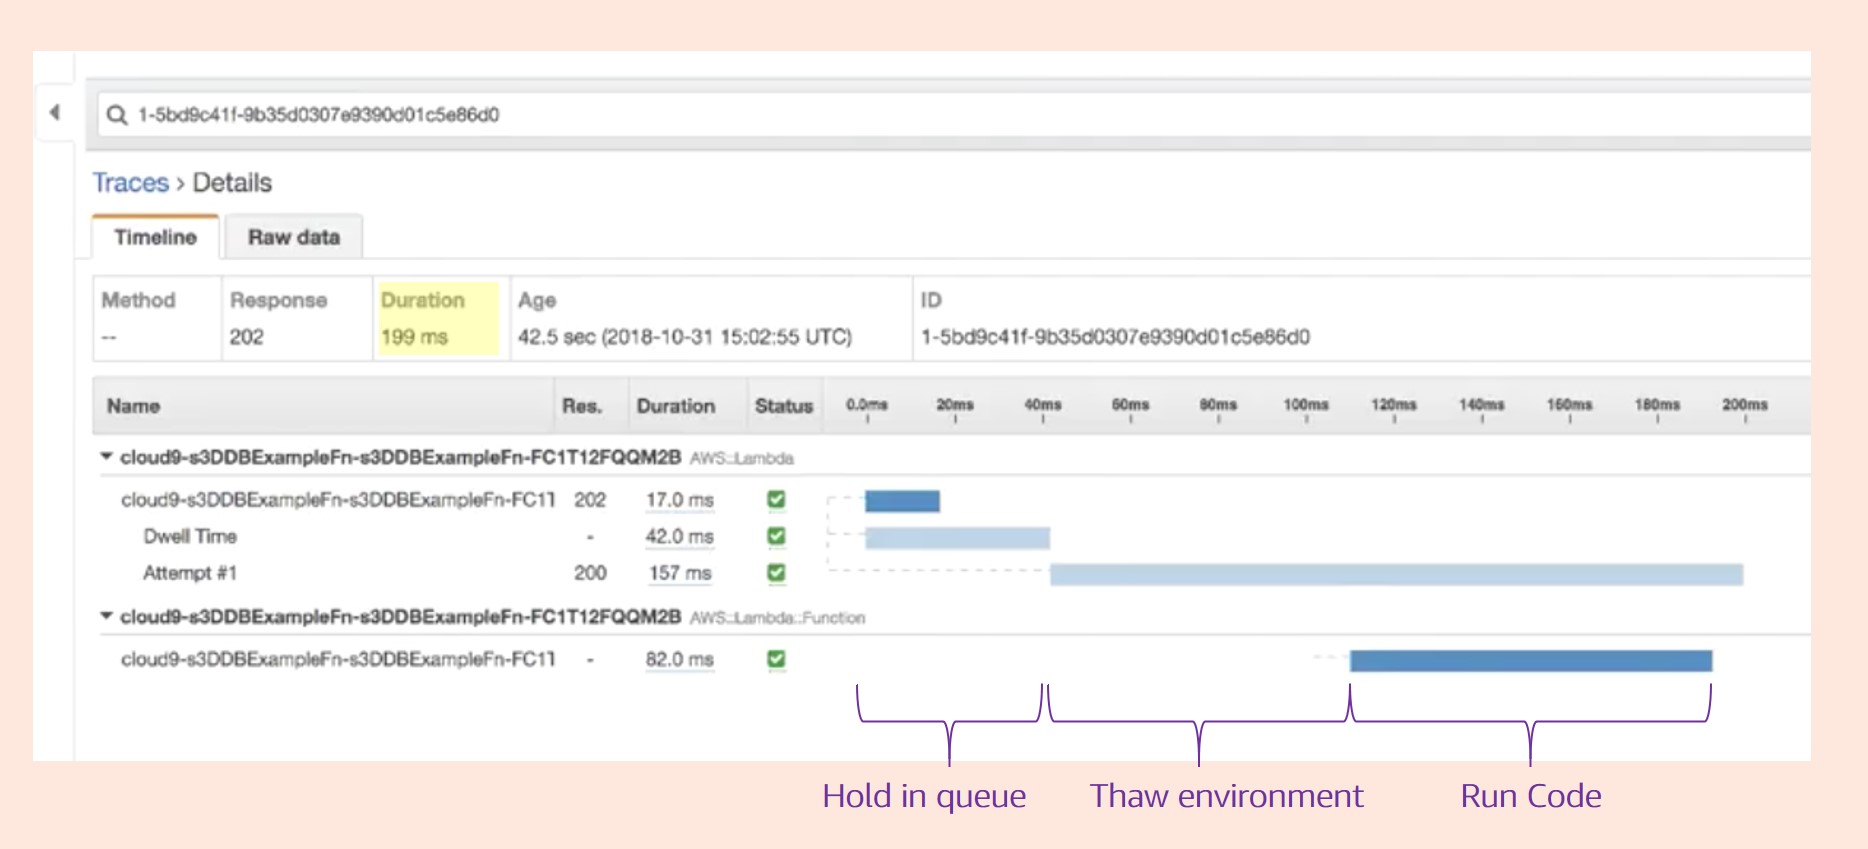 1-5bd9c41f-9b35d0307e9390d01c5e86d0
Traces > Details
Timeline Raw data
Method Response Duration Age ID
-- 202 199 ms 42.5 sec (2018-10-31 15:02:55 UTC) 1-5bd9c41f-9b35d0307e9390d01c5e86d0
Name Res. Duration Status 0.0ms 20ms 40ms 60ms 80ms 100ms 120ms 140ms 160ms 180ms 200ms
cloud9-s3DDBExampleFn-s3DDBExampleFn-FC1T12FQQM2B AWS::Lambda
cloud9-s3DDBExampleFn-s3DDBExampleFn-FC1T 202 17.0 ms
Dwell Time - 42.0 ms
Attempt #1 200 157 ms
cloud9-s3DDBExampleFn-s3DDBExampleFn-FC1T12FQQM2B AWS::Lambda::Function
cloud9-s3DDBExampleFn-s3DDBExampleFn-FC1T - 82.0 ms
Hold in queue Thaw environment Run Code